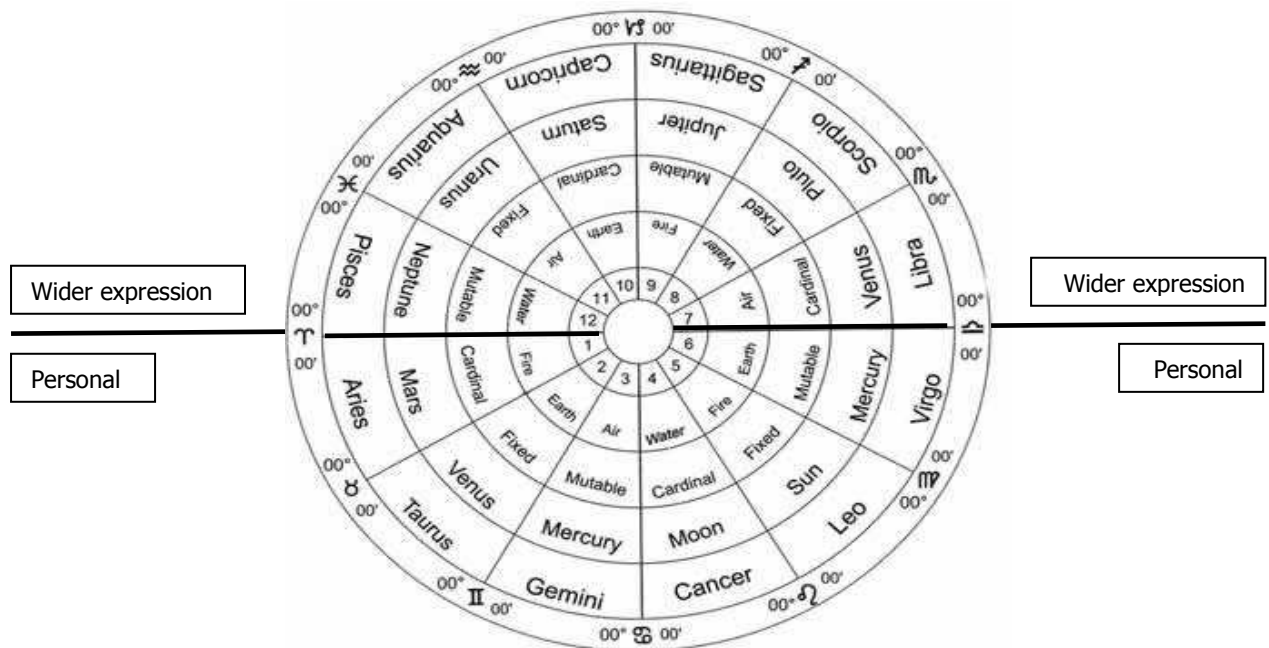 00° ♑ 00'
00° ♒ 00'
00° ♐ 00'
00° ♓ 00'
00° ♏ 00'
Capricorn
Sagittarius
Aquarius
Scorpio
Pisces
Libra
Saturn
Jupiter
Uranus
Pluto
Neptune
Venus
Cardinal
Mutable
Fixed
Fixed
Mutable
Cardinal
Earth
Fire
Air
Water
Water
Air
10
9
11
8
12
7
Wider expression
Wider expression
00° ♈ 00'
00° ♎ 00'
Personal
Personal
1
6
2
5
3
4
Fire
Earth
Earth
Fire
Air
Water
Cardinal
Mutable
Fixed
Fixed
Mutable
Cardinal
Mars
Mercury
Venus
Sun
Mercury
Moon
Aries
Virgo
Taurus
Leo
Gemini
Cancer
00° ♉ 00'
00° ♍ 00'
00° ♊ 00'
00° ♌ 00'
00° ♋ 00'